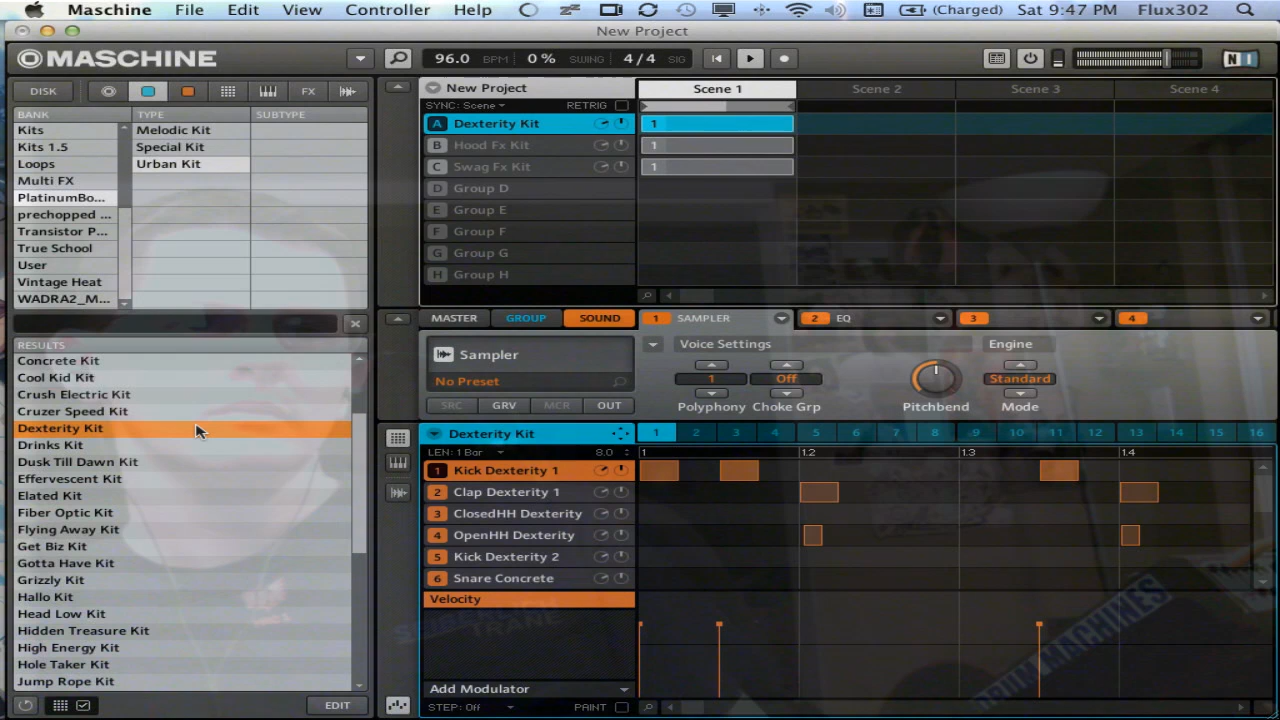 Maschine File Edit View Controller Help (Charged) Sat 9:47 PM Flux302
New Project
MASCHINE 96.0 BPM 0% SWING 4/4 SIG
DISK FX
BANK TYPE SUBTYPE
Kits Melodic Kit
Kits 1.5 Special Kit
Loops Urban Kit
Multi FX
PlatinumBo...
prechopped ...
Transistor P...
True School
User
Vintage Heat
WADRA2_M...
RESULTS
Concrete Kit
Cool Kid Kit
Crush Electric Kit
Cruzer Speed Kit
Dexterity Kit
Drinks Kit
Dusk Till Dawn Kit
Effervescent Kit
Elated Kit
Fiber Optic Kit
Flying Away Kit
Get Biz Kit
Gotta Have Kit
Grizzly Kit
Hallo Kit
Head Low Kit
Hidden Treasure Kit
High Energy Kit
Hole Taker Kit
Jump Rope Kit
EDIT
New Project Scene 1 Scene 2 Scene 3 Scene 4
SYNC: Scene RETRIG
A Dexterity Kit 1
B Hood Fx Kit 1
C Swag Fx Kit 1
D Group D
E Group E
F Group F
G Group G
H Group H
MASTER GROUP SOUND 1 SAMPLER 2 EQ 3 4
Sampler Voice Settings Engine
No Preset 1 Off Standard
SRC GRV MCR OUT Polyphony Choke Grp Pitchbend Mode
Dexterity Kit 1 2 3 4 5 6 7 8 9 10 11 12 13 14 15 16
LEN: 1 Bar 8.0 1 1.2 1.3 1.4
1 Kick Dexterity 1
2 Clap Dexterity 1
3 ClosedHH Dexterity
4 OpenHH Dexterity
5 Kick Dexterity 2
6 Snare Concrete
Velocity
TRANE
MACHINES
Add Modulator
STEP: Off PAINT